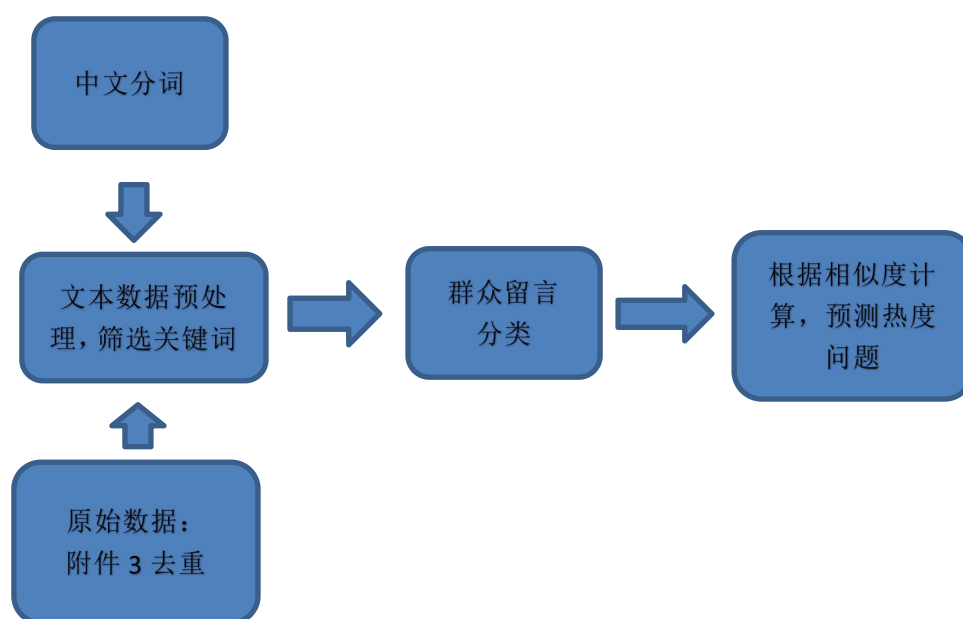 中文分词
文本数据预处
理，筛选关键词
原始数据：
附件 3 去重
群众留言
分类
根据相似度计
算，预测热度
问题